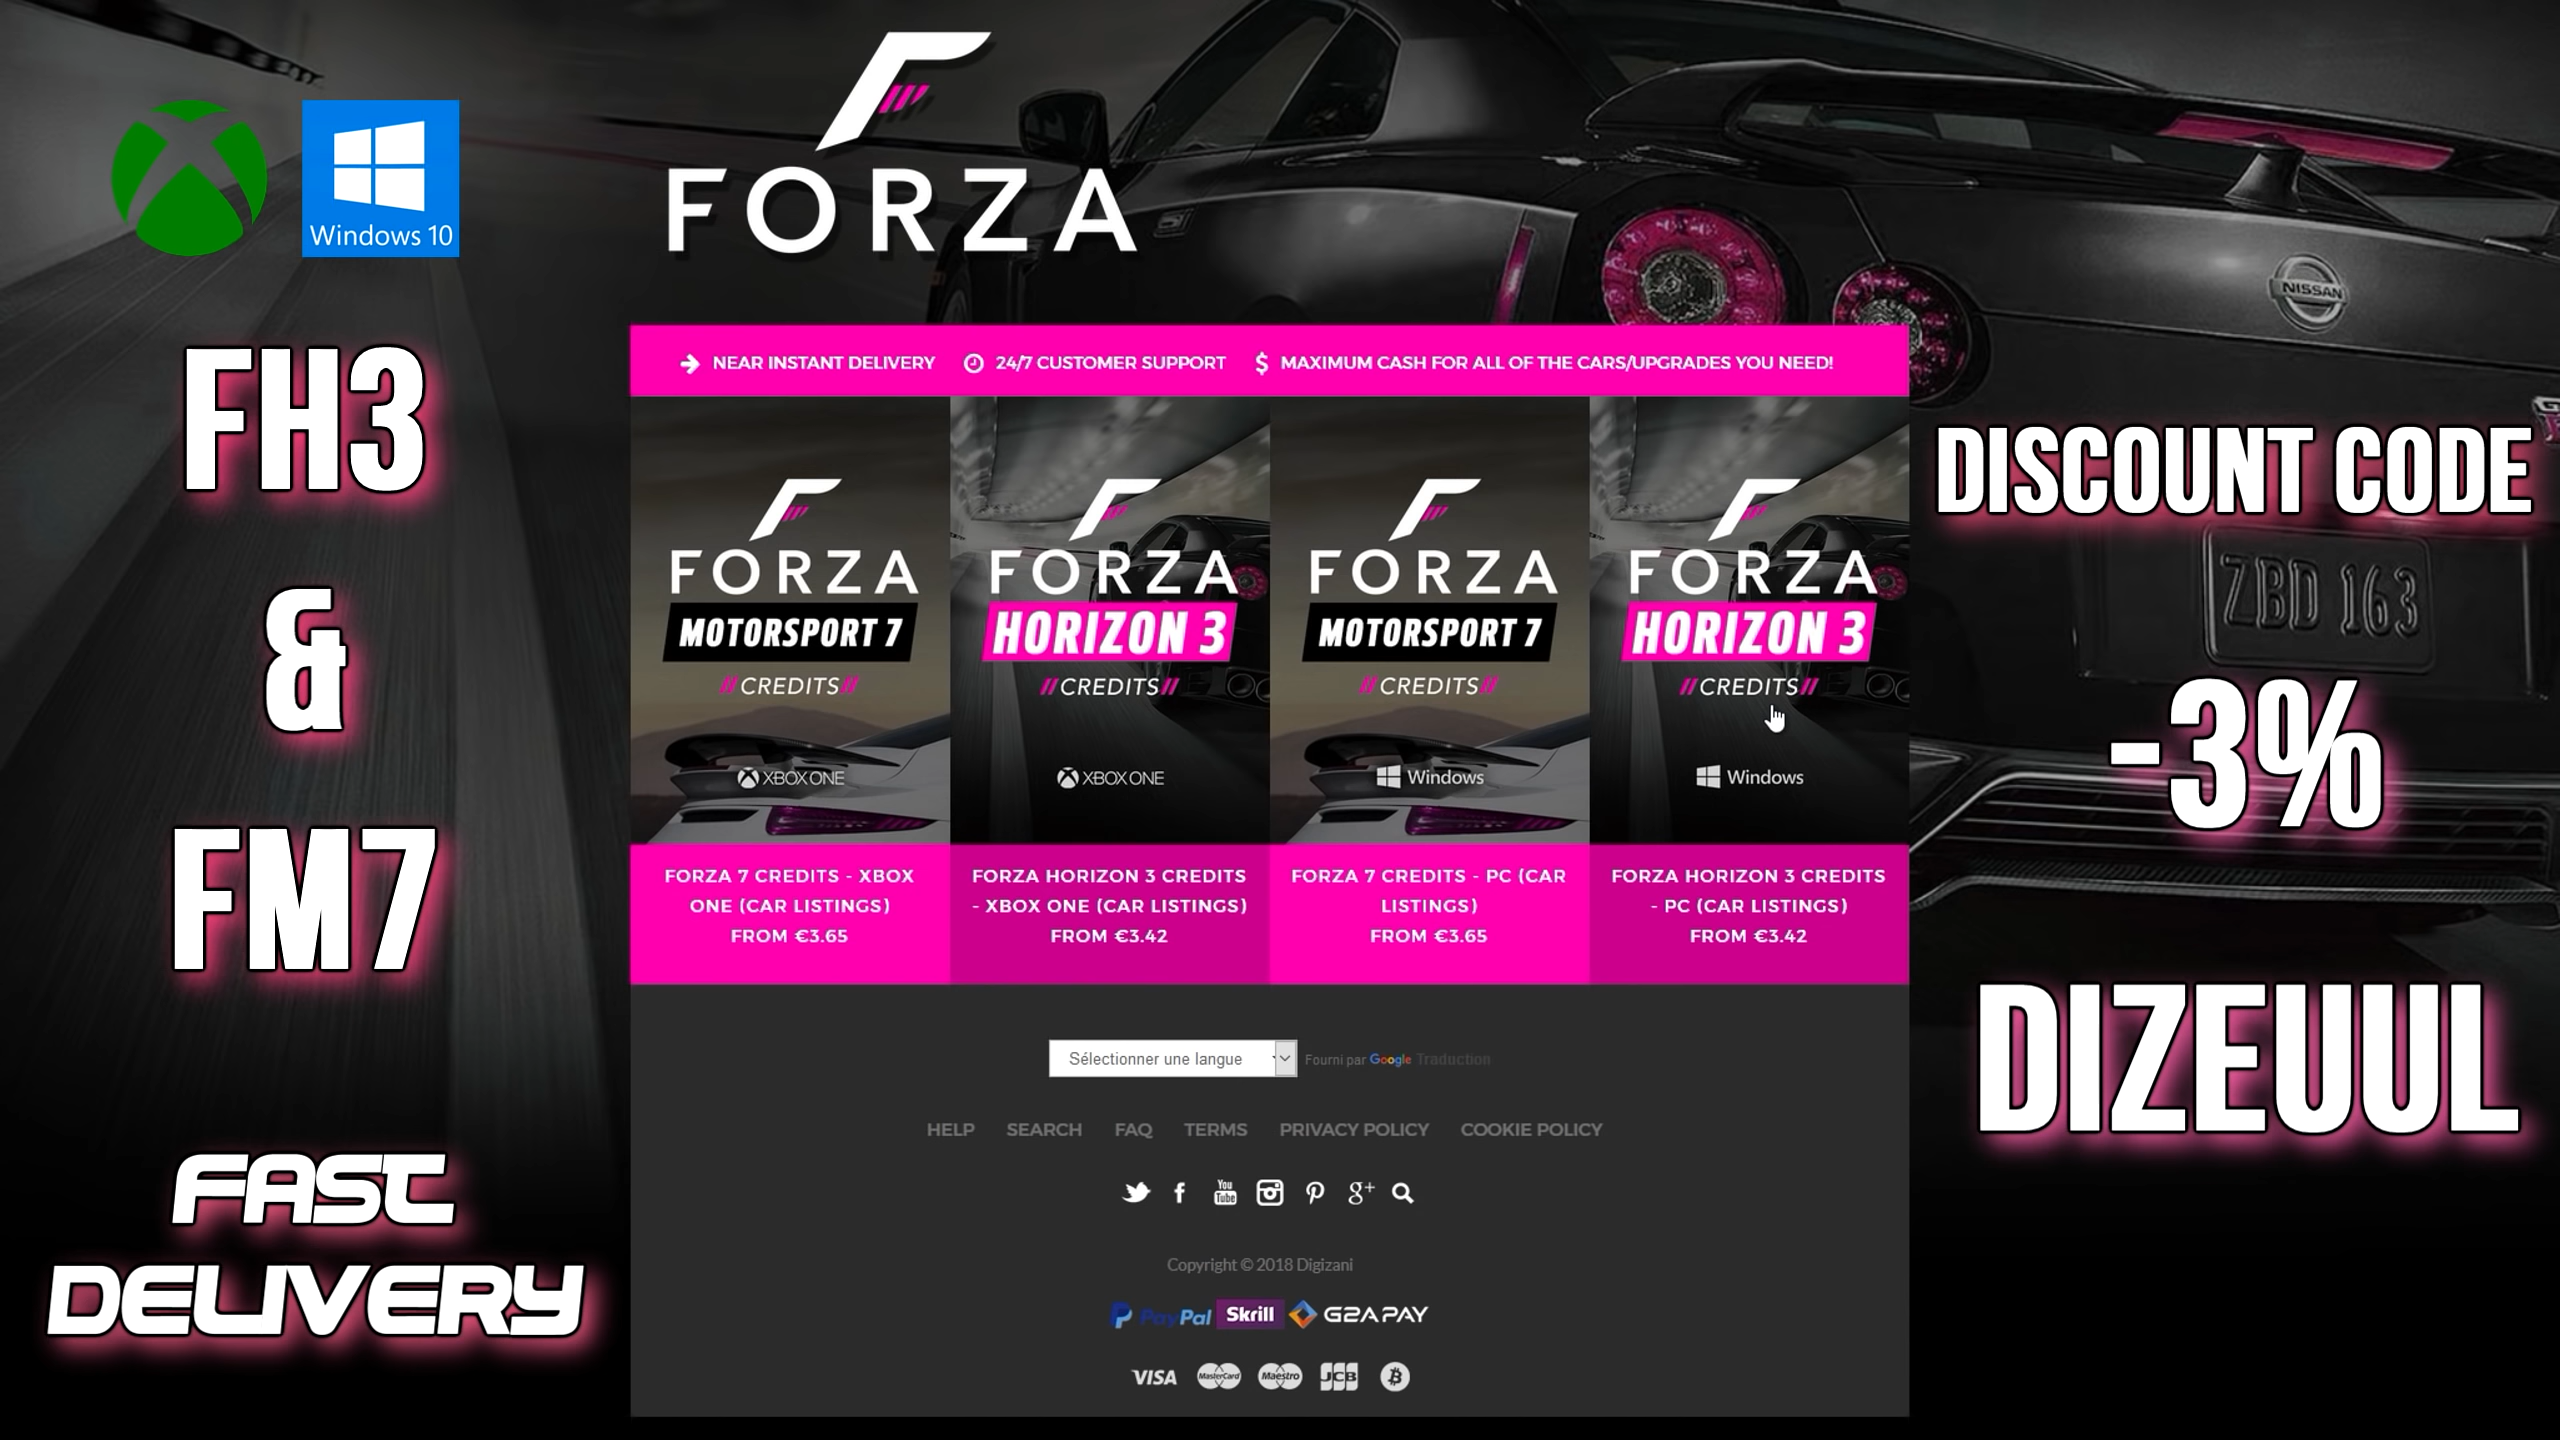 FORZA
Windows 10
FH3
&
FM7
FAST
DELIVERY
NISSAN
NEAR INSTANT DELIVERY
24/7 CUSTOMER SUPPORT
$ MAXIMUM CASH FOR ALL OF THE CARS/UPGRADES YOU NEED!
FORZA
MOTORSPORT 7
//CREDITS//
XBOX ONE
FORZA 7 CREDITS - XBOX
ONE (CAR LISTINGS)
FROM €3.65
FORZA
HORIZON 3
//CREDITS//
XBOX ONE
FORZA HORIZON 3 CREDITS
- XBOX ONE (CAR LISTINGS)
FROM €3.42
FORZA
MOTORSPORT 7
//CREDITS//
Windows
FORZA 7 CREDITS - PC (CAR
LISTINGS)
FROM €3.65
FORZA
HORIZON 3
//CREDITS//
Windows
FORZA HORIZON 3 CREDITS
- PC (CAR LISTINGS)
FROM €3.42
DISCOUNT CODE
ZBD 163
-3%
DIZEUUL
Sélectionner une langue
Fourni par Google Traduction
HELP SEARCH FAQ TERMS PRIVACY POLICY COOKIE POLICY
You Tube g+
Copyright © 2018 Digizani
PayPal Skrill G2A PAY
VISA MasterCard Maestro JCB